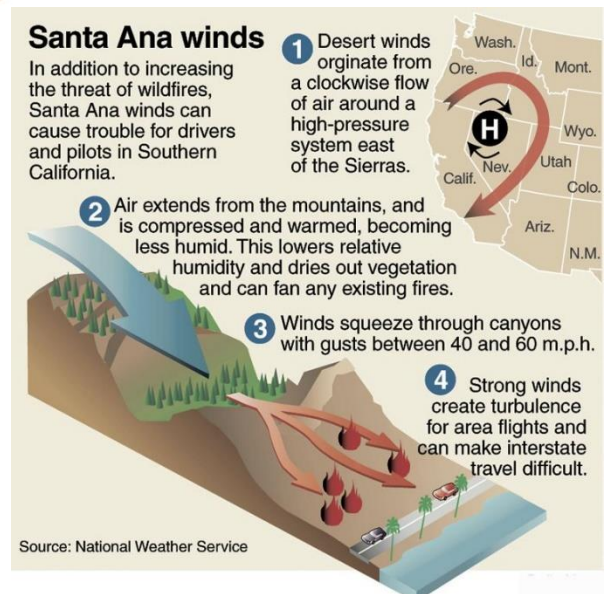 Santa Ana winds
In addition to increasing
the threat of wildfires,
Santa Ana winds can
cause trouble for drivers
and pilots in Southern
California.
1 Desert winds
orginate from
a clockwise flow
of air around a
high-pressure
system east
of the Sierras.
Wash.
Ore.
Id.
Mont.
H
Wyo.
Nev.
Utah
Calif.
Colo.
Ariz.
N.M.
2 Air extends from the mountains, and
is compressed and warmed, becoming
less humid. This lowers relative
humidity and dries out vegetation
and can fan any existing fires.
3 Winds squeeze through canyons
with gusts between 40 and 60 m.p.h.
4 Strong winds
create turbulence
for area flights and
can make interstate
travel difficult.
Source: National Weather Service